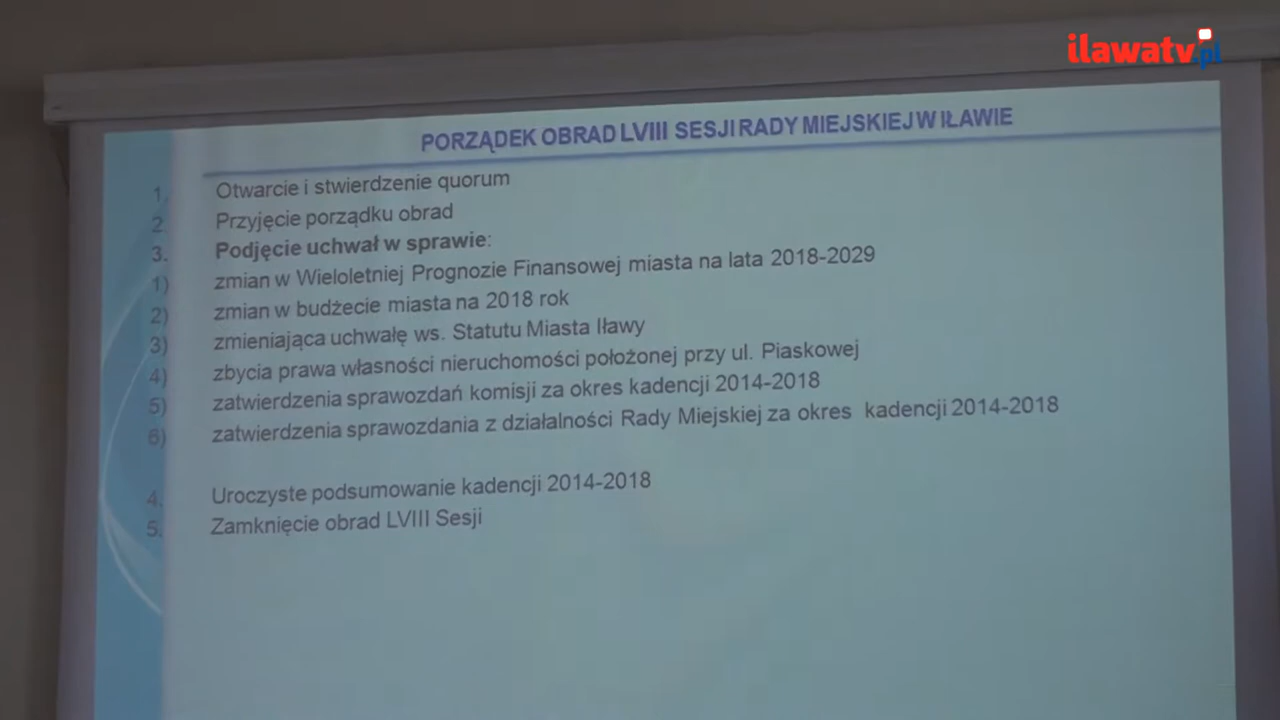 ilawatv.pl
PORZĄDEK OBRAD LVIII SESJI RADY MIEJSKIEJ W IŁAWIE
1. Otwarcie i stwierdzenie quorum
2. Przyjęcie porządku obrad
3. Podjęcie uchwał w sprawie:
1) zmian w Wieloletniej Prognozie Finansowej miasta na lata 2018-2029
2) zmian w budżecie miasta na 2018 rok
3) zmieniająca uchwałę ws. Statutu Miasta Iławy
4) zbycia prawa własności nieruchomości położonej przy ul. Piaskowej
5) zatwierdzenia sprawozdań komisji za okres kadencji 2014-2018
6) zatwierdzenia sprawozdania z działalności Rady Miejskiej za okres kadencji 2014-2018
4. Uroczyste podsumowanie kadencji 2014-2018
5. Zamknięcie obrad LVIII Sesji